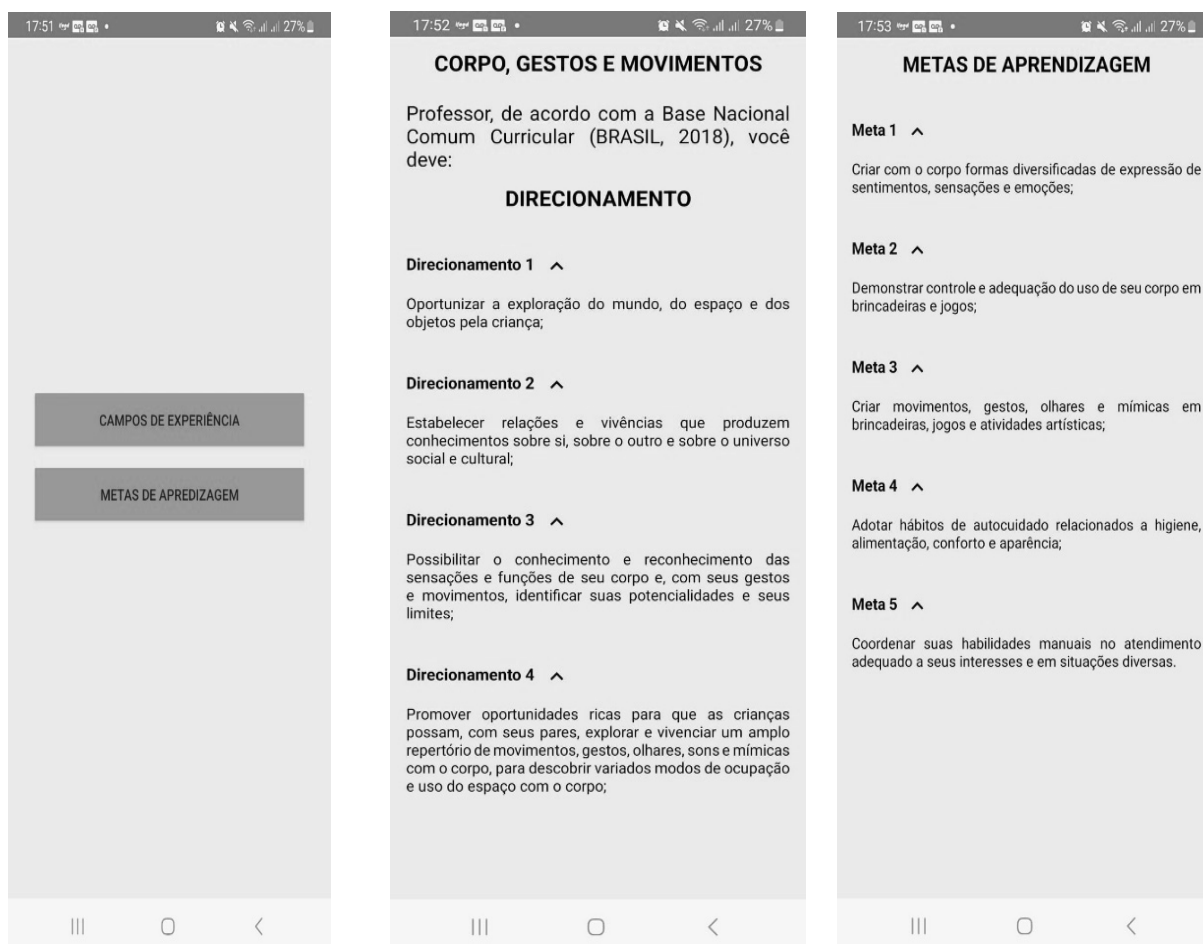 17:51
27%
CAMPOS DE EXPERIÊNCIA
METAS DE APREDIZAGEM
17:52
27%
CORPO, GESTOS E MOVIMENTOS
Professor, de acordo com a Base Nacional
Comum Curricular (BRASIL, 2018), você
deve:
DIRECIONAMENTO
Direcionamento 1
Oportunizar a exploração do mundo, do espaço e dos
objetos pela criança;
Direcionamento 2
Estabelecer relações e vivências que produzem
conhecimentos sobre si, sobre o outro e sobre o universo
social e cultural;
Direcionamento 3
Possibilitar o conhecimento e reconhecimento das
sensações e funções de seu corpo e, com seus gestos
e movimentos, identificar suas potencialidades e seus
limites;
Direcionamento 4
Promover oportunidades ricas para que as crianças
possam, com seus pares, explorar e vivenciar um amplo
repertório de movimentos, gestos, olhares, sons e mímicas
com o corpo, para descobrir variados modos de ocupação
e uso do espaço com o corpo;
17:53
27%
METAS DE APRENDIZAGEM
Meta 1
Criar com o corpo formas diversificadas de expressão de
sentimentos, sensações e emoções;
Meta 2
Demonstrar controle e adequação do uso de seu corpo em
brincadeiras e jogos;
Meta 3
Criar movimentos, gestos, olhares e mímicas em
brincadeiras, jogos e atividades artísticas;
Meta 4
Adotar hábitos de autocuidado relacionados a higiene,
alimentação, conforto e aparência;
Meta 5
Coordenar suas habilidades manuais no atendimento
adequado a seus interesses e em situações diversas.